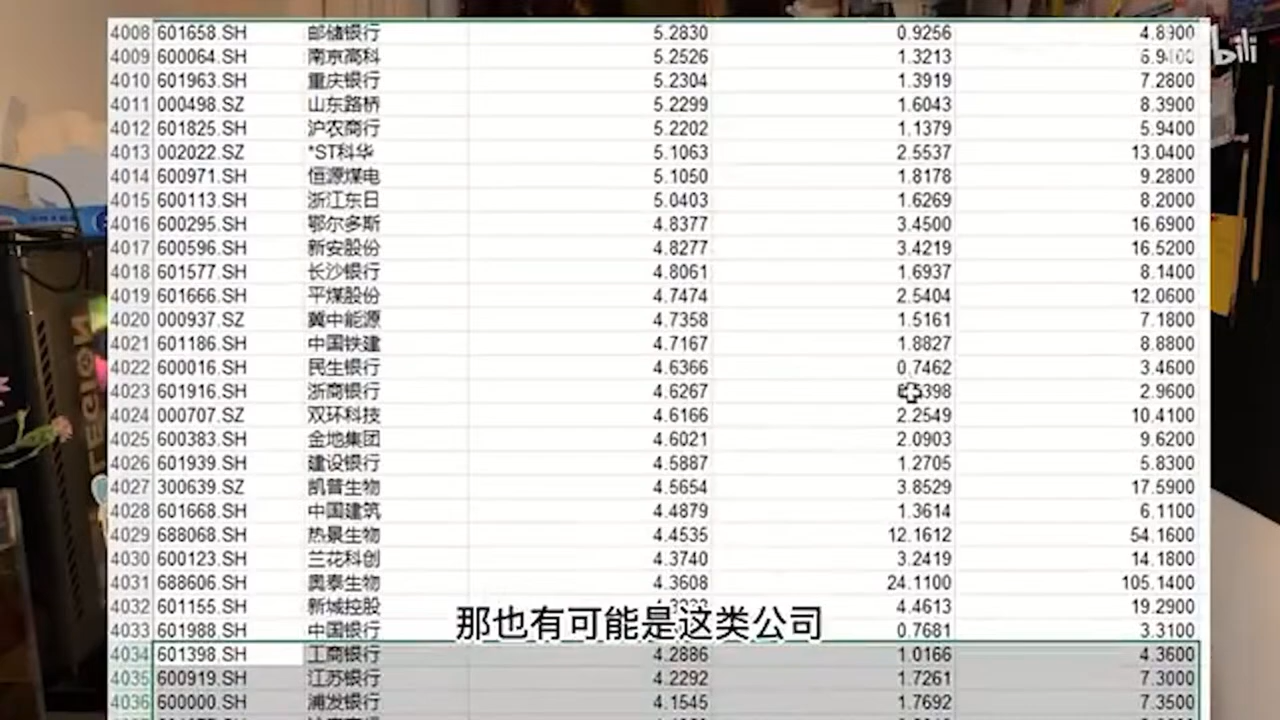 4008 601658.SH 邮储银行 5.2830 0.9256 4.8900
4009 600064.SH 南京高科 5.2526 1.3213 6.9400
bili
4010 601963.SH 重庆银行 5.2304 1.3919 7.2800
4011 000498.SZ 山东路桥 5.2299 1.6043 8.3900
4012 601825.SH 沪农商行 5.2202 1.1379 5.9400
4013 002022.SZ *ST科华 5.1063 2.5537 13.0400
4014 600971.SH 恒源煤电 5.1050 1.8178 9.2800
4015 600113.SH 浙江东日 5.0403 1.6269 8.2000
4016 600295.SH 鄂尔多斯 4.8377 3.4500 16.6900
4017 600596.SH 新安股份 4.8277 3.4219 16.5200
4018 601577.SH 长沙银行 4.8061 1.6937 8.1400
4019 601666.SH 平煤股份 4.7474 2.5404 12.0600
4020 000937.SZ 冀中能源 4.7358 1.5161 7.1800
4021 601186.SH 中国铁建 4.7167 1.8827 8.8800
4022 600016.SH 民生银行 4.6366 0.7462 3.4600
4023 601916.SH 浙商银行 4.6267 398 2.9600
4024 000707.SZ 双环科技 4.6166 2.2549 10.4100
4025 600383.SH 金地集团 4.6021 2.0903 9.6200
4026 601939.SH 建设银行 4.5887 1.2705 5.8300
4027 300639.SZ 凯普生物 4.5654 3.8529 17.5900
4028 601668.SH 中国建筑 4.4879 1.3614 6.1100
4029 688068.SH 热景生物 4.4535 12.1612 54.1600
4030 600123.SH 兰花科创 4.3740 3.2419 14.1800
4031 688606.SH 奥泰生物 4.3608 24.1100 105.1400
4032 601155.SH 新城控股 4.4613 19.2900
那也有可能是这类公司
4033 601988.SH 中国银行 0.7681 3.3100
4034 601398.SH 工商银行 4.2886 1.0166 4.3600
4035 600919.SH 江苏银行 4.2292 1.7261 7.3000
4036 600000.SH 浦发银行 4.1545 1.7692 7.3500
LEGION